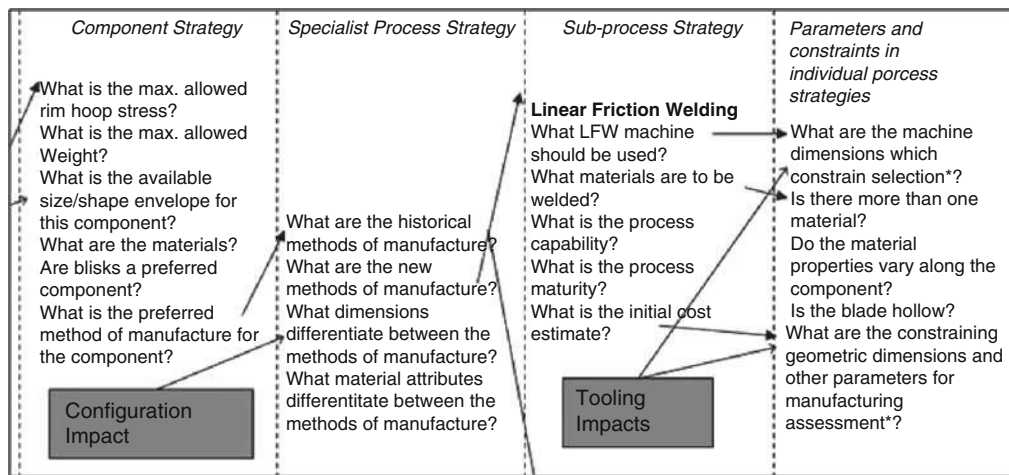 Component Strategy
What is the max. allowed
rim hoop stress?
What is the max. allowed
Weight?
What is the available
size/shape envelope for
this component?
What are the materials?
Are blisks a preferred
component?
What is the preferred
method of manufacture for
the component?
Configuration
Impact
Specialist Process Strategy
What are the historical
methods of manufacture?
What are the new
methods of manufacture?
What dimensions
differentiate between the
methods of manufacture?
What material attributes
differentitate between the
methods of manufacture?
Sub-process Strategy
Linear Friction Welding
What LFW machine
should be used?
What materials are to be
welded?
What is the process
capability?
What is the process
maturity?
What is the initial cost
estimate?
Tooling
Impacts
Parameters and
constraints in
individual porcess
strategies
What are the machine
dimensions which
constrain selection*?
Is there more than one
material?
Do the material
properties vary along the
component?
Is the blade hollow?
What are the constraining
geometric dimensions and
other parameters for
manufacturing
assessment*?